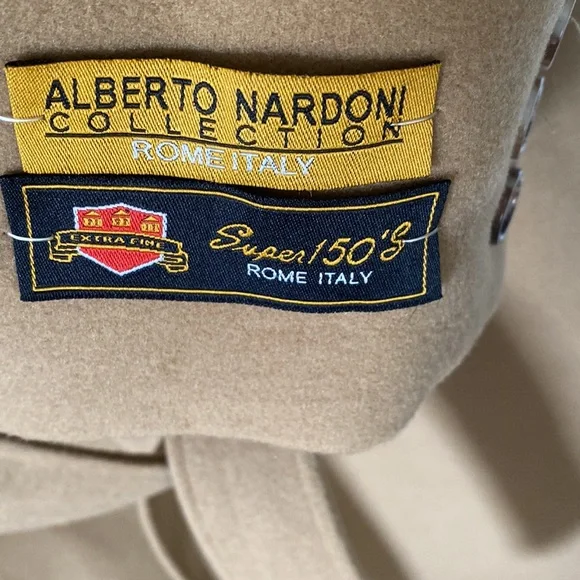 ALBERTO NARDONI
COLLECTION
ROME ITALY
EXTRA FINE
Super 150's
ROME ITALY